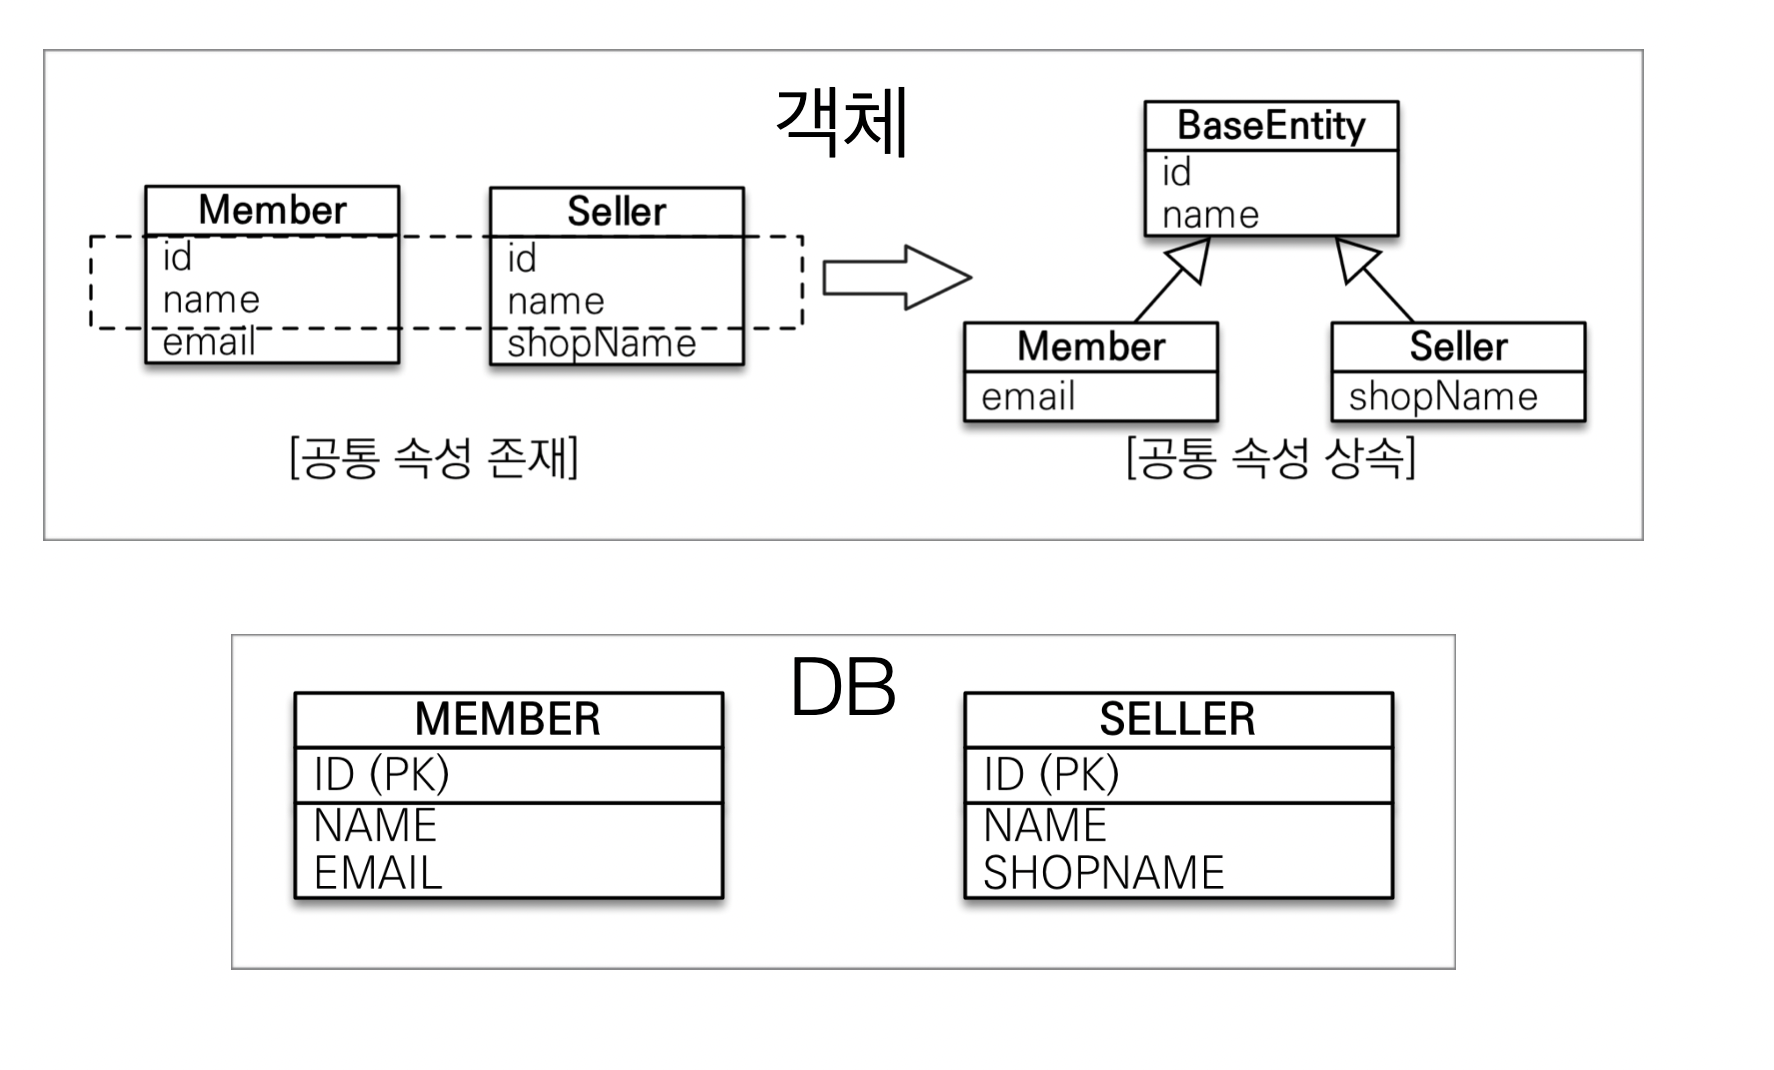 객체
Member
id
name
email
Seller
id
name
shopName
[공통 속성 존재]
BaseEntity
id
name
Member
email
Seller
shopName
[공통 속성 상속]
DB
MEMBER
ID (PK)
NAME
EMAIL
SELLER
ID (PK)
NAME
SHOPNAME